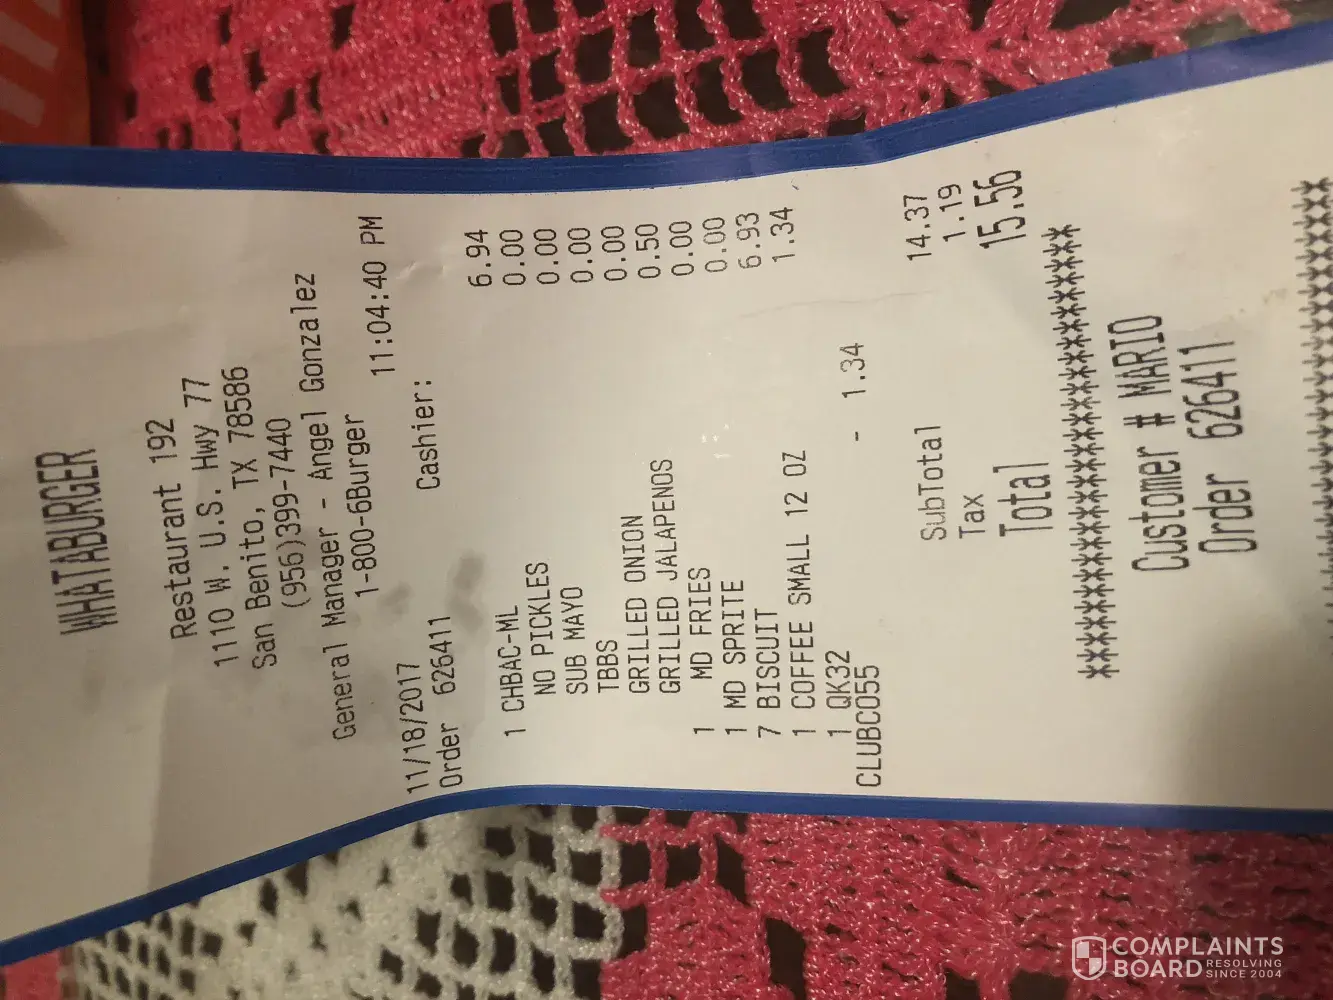 WHATABURGER
Restaurant 192
1110 W. U.S. Hwy 77
San Benito, TX 78586
(956)399-7440
General Manager - Angel Gonzalez
1-800-6Burger
11/18/2017 11:04:40 PM
Order 626411 Cashier:
1 CHBAC-ML 6.94
NO PICKLES 0.00
SUB MAYO 0.00
TBBS 0.00
GRILLED ONION 0.00
GRILLED JALAPENOS 0.50
1 MD FRIES 0.00
1 MD SPRITE 0.00
7 BISCUIT 6.93
1 COFFEE SMALL 12 OZ 1.34
1 QK32
CLUBCO55 - 1.34
SubTotal 14.37
Tax 1.19
Total 15.56
********************************
Customer # MARIO
Order 626411
********************************
COMPLAINTS
BOARD RESOLVING
SINCE 2004